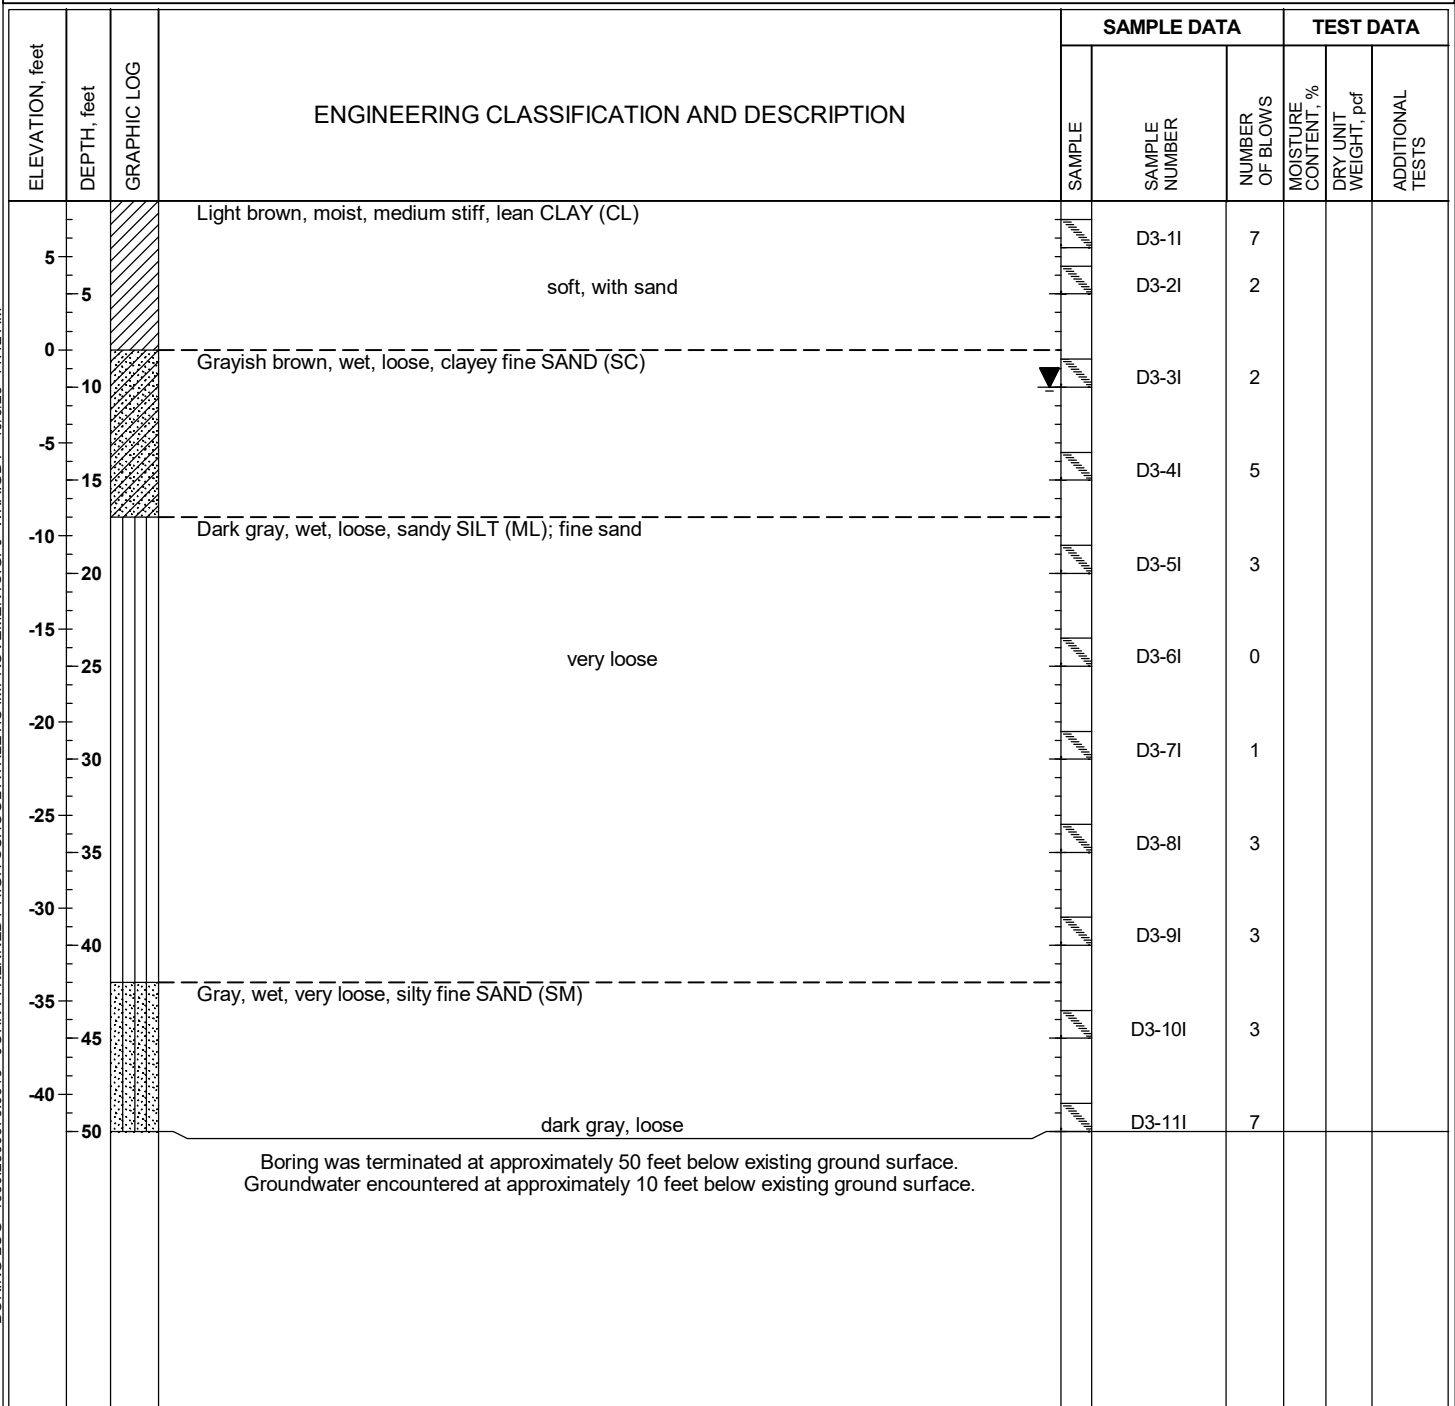 SAMPLE DATA TEST DATA
ELEVATION, feet
DEPTH, feet
GRAPHIC LOG
ENGINEERING CLASSIFICATION AND DESCRIPTION
SAMPLE
SAMPLE
NUMBER
NUMBER
OF BLOWS
MOISTURE
CONTENT, %
DRY UNIT
WEIGHT, pcf
ADDITIONAL
TESTS
Light brown, moist, medium stiff, lean CLAY (CL)
D3-1I 7
5
soft, with sand D3-2I 2
5
0
Grayish brown, wet, loose, clayey fine SAND (SC)
D3-3I 2
10
-5
D3-4I 5
15
Dark gray, wet, loose, sandy SILT (ML); fine sand
-10
D3-5I 3
20
-15
very loose D3-6I 0
25
-20
D3-7I 1
30
-25
D3-8I 3
35
-30
D3-9I 3
40
Gray, wet, very loose, silty fine SAND (SM)
-35
D3-10I 3
45
-40
dark gray, loose D3-11I 7
50
Boring was terminated at approximately 50 feet below existing ground surface.
Groundwater encountered at approximately 10 feet below existing ground surface.